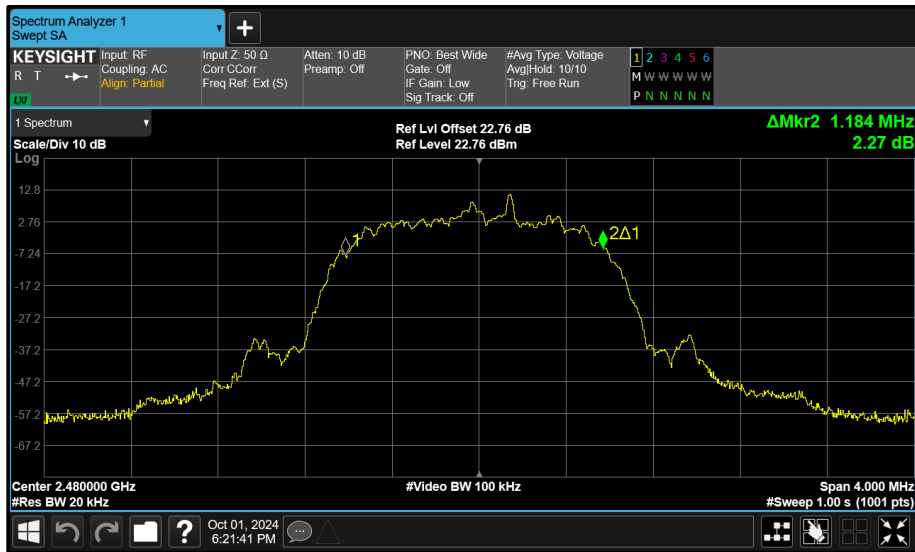 Spectrum Analyzer 1
Swept SA
KEYSIGHT
R T
LXI
Input: RF
Coupling: AC
Align: Partial
Input Z: 50 Ω
Corr CCorr
Freq Ref: Ext (S)
Atten: 10 dB
Preamp: Off
PNO: Best Wide
Gate: Off
IF Gain: Low
Sig Track: Off
#Avg Type: Voltage
Avg|Hold: 10/10
Trig: Free Run
1 2 3 4 5 6
M W W W W W
P N N N N N
1 Spectrum
Scale/Div 10 dB
Log
Ref Lvl Offset 22.76 dB
Ref Level 22.76 dBm
ΔMkr2 1.184 MHz
2.27 dB
12.8
2.76
-7.24
-17.2
-27.2
-37.2
-47.2
-57.2
-67.2
1
2Δ1
Center 2.480000 GHz
#Res BW 20 kHz
#Video BW 100 kHz
Span 4.000 MHz
#Sweep 1.00 s (1001 pts)
?
Oct 01, 2024
6:21:41 PM